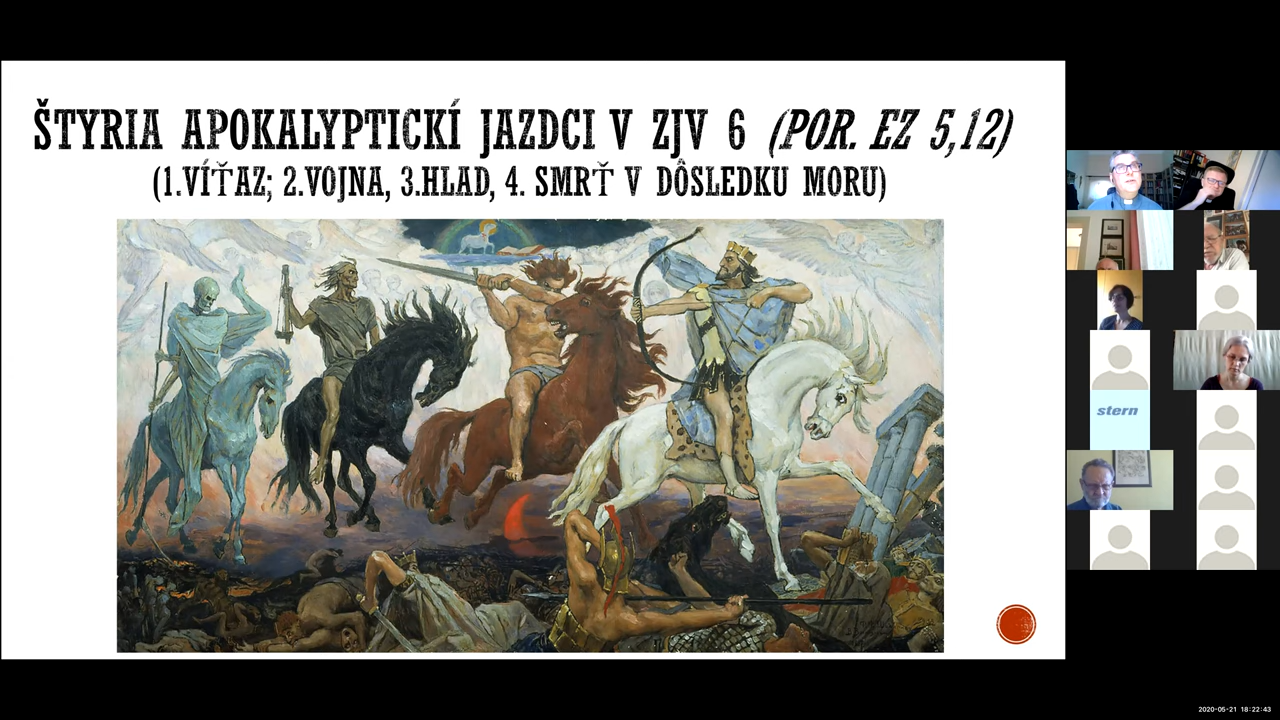 ŠTYRIA APOKALYPTICKÍ JAZDCI V ZJV 6 (POR. EZ 5,12)
(1.VÍŤAZ; 2.VOJNA, 3.HLAD, 4. SMRŤ V DÔSLEDKU MORU)
stern
2020-05-21 18:22:43